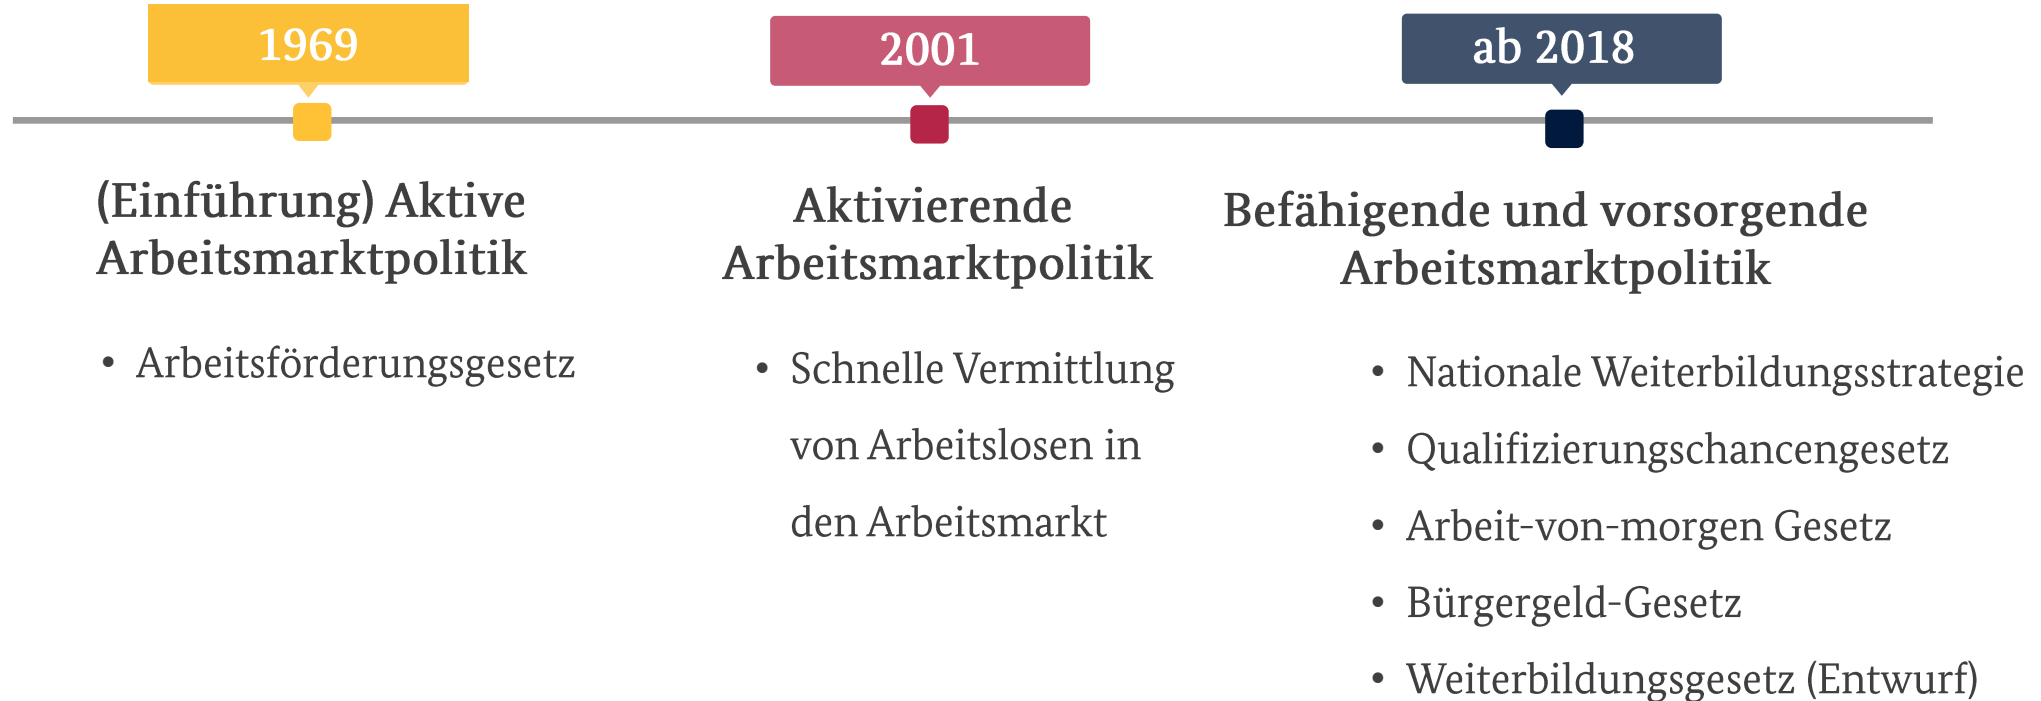 1969
(Einführung) Aktive
Arbeitsmarktpolitik
• Arbeitsförderungsgesetz
2001
Aktivierende
Arbeitsmarktpolitik
• Schnelle Vermittlung
von Arbeitslosen in
den Arbeitsmarkt
ab 2018
Befähigende und vorsorgende
Arbeitsmarktpolitik
• Nationale Weiterbildungsstrategie
• Qualifizierungschancengesetz
• Arbeit-von-morgen Gesetz
• Bürgergeld-Gesetz
• Weiterbildungsgesetz (Entwurf)